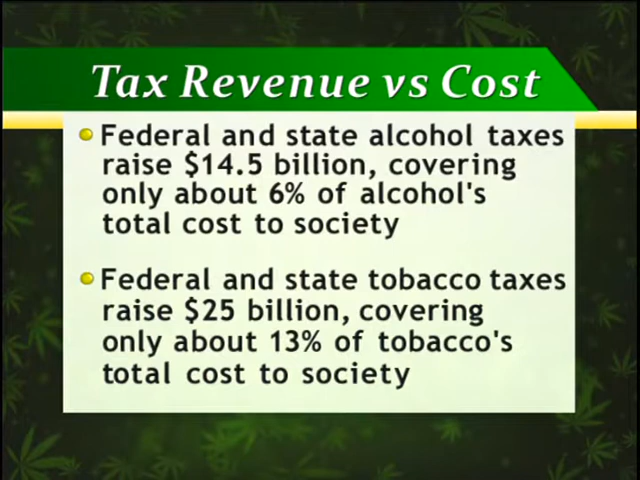 Tax Revenue vs Cost
Federal and state alcohol taxes
raise $14.5 billion, covering
only about 6% of alcohol's
total cost to society
Federal and state tobacco taxes
raise $25 billion, covering
only about 13% of tobacco's
total cost to society